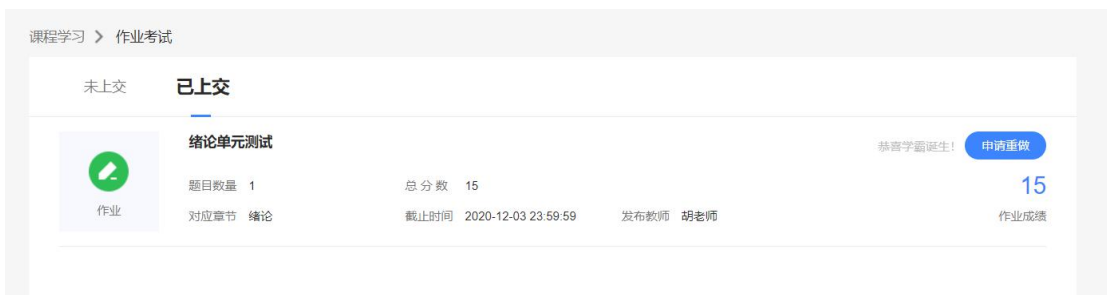 课程学习 > 作业考试
未上交 已上交
绪论单元测试
恭喜学霸诞生! 申请重做
题目数量 1 总分数 15 15
作业 对应章节 绪论 截止时间 2020-12-03 23:59:59 发布教师 胡老师 作业成绩